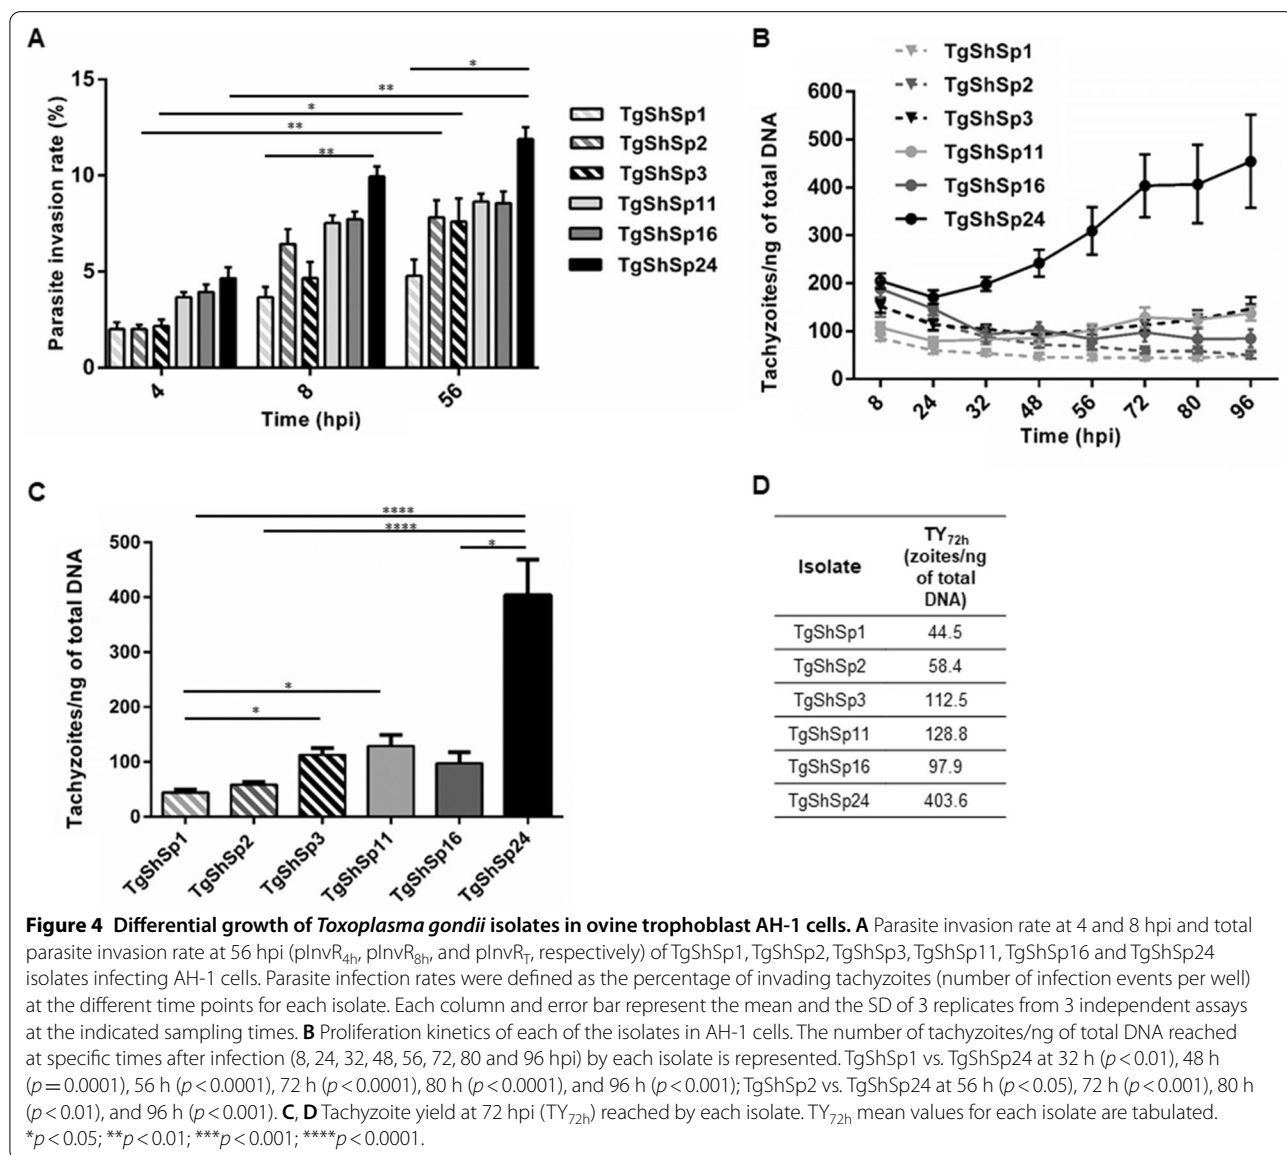 A
Parasite invasion rate (%)
15
10
5
0
4
8
56
Time (hpi)
**
*
**
**
*
TgShSp1
TgShSp2
TgShSp3
TgShSp11
TgShSp16
TgShSp24
B
TgShSp1
TgShSp2
TgShSp3
TgShSp11
TgShSp16
TgShSp24
Tachyzoites/ng of total DNA
600
500
400
300
200
100
0
8
24
32
48
56
72
80
96
Time (hpi)
C
Tachyzoites/ng of total DNA
500
400
300
200
100
0
****
****
*
*
*
TgShSp1
TgShSp2
TgShSp3
TgShSp11
TgShSp16
TgShSp24
D
Isolate
TY72h
(zoites/ng
of total
DNA)
TgShSp1 44.5
TgShSp2 58.4
TgShSp3 112.5
TgShSp11 128.8
TgShSp16 97.9
TgShSp24 403.6
Figure 4 Differential growth of Toxoplasma gondii isolates in ovine trophoblast AH-1 cells. A Parasite invasion rate at 4 and 8 hpi and total
parasite invasion rate at 56 hpi (pInvR4h, pInvR8h, and pInvRT, respectively) of TgShSp1, TgShSp2, TgShSp3, TgShSp11, TgShSp16 and TgShSp24
isolates infecting AH-1 cells. Parasite infection rates were defined as the percentage of invading tachyzoites (number of infection events per well)
at the different time points for each isolate. Each column and error bar represent the mean and the SD of 3 replicates from 3 independent assays
at the indicated sampling times. B Proliferation kinetics of each of the isolates in AH-1 cells. The number of tachyzoites/ng of total DNA reached
at specific times after infection (8, 24, 32, 48, 56, 72, 80 and 96 hpi) by each isolate is represented. TgShSp1 vs. TgShSp24 at 32 h (p < 0.01), 48 h
(p = 0.0001), 56 h (p < 0.0001), 72 h (p < 0.0001), 80 h (p < 0.0001), and 96 h (p < 0.001); TgShSp2 vs. TgShSp24 at 56 h (p < 0.05), 72 h (p < 0.001), 80 h
(p < 0.01), and 96 h (p < 0.001). C, D Tachyzoite yield at 72 hpi (TY72h) reached by each isolate. TY72h mean values for each isolate are tabulated.
*p < 0.05; **p < 0.01; ***p < 0.001; ****p < 0.0001.